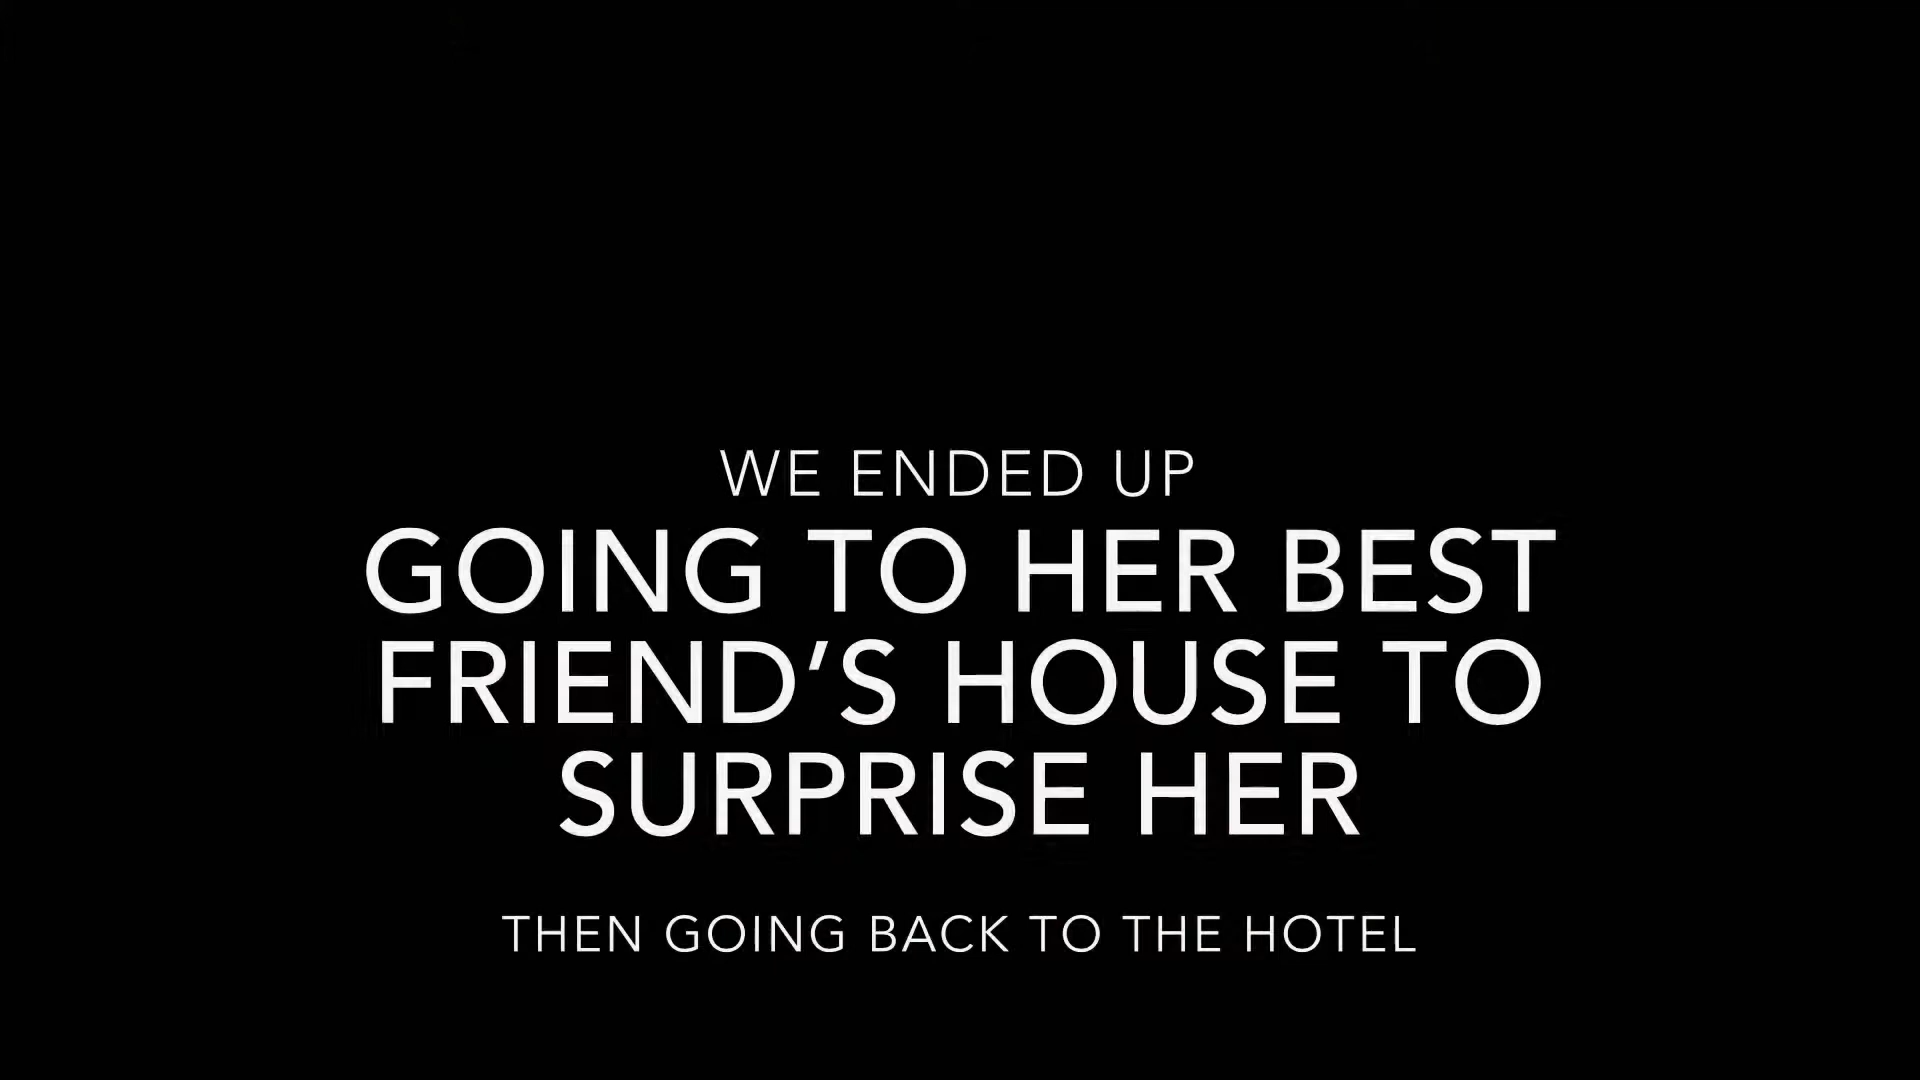 WE ENDED UP
GOING TO HER BEST
FRIEND’S HOUSE TO
SURPRISE HER
THEN GOING BACK TO THE HOTEL